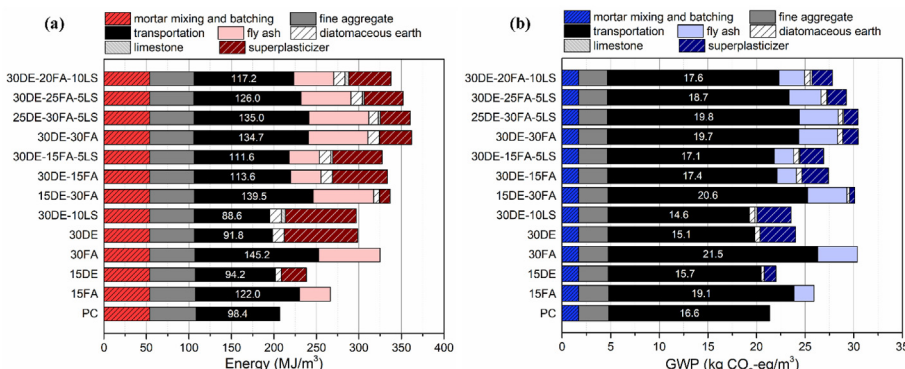 (a)
mortar mixing and batching
fine aggregate
transportation
fly ash
diatomaceous earth
limestone
superplasticizer
30DE-20FA-10LS
117.2
30DE-25FA-5LS
126.0
25DE-30FA-5LS
135.0
30DE-30FA
134.7
30DE-15FA-5LS
111.6
30DE-15FA
113.6
15DE-30FA
139.5
30DE-10LS
88.6
30DE
91.8
30FA
145.2
15DE
94.2
15FA
122.0
PC
98.4
0 50 100 150 200 250 300 350 400
Energy (MJ/m³)
(b)
mortar mixing and batching
fine aggregate
transportation
fly ash
diatomaceous earth
limestone
superplasticizer
30DE-20FA-10LS
17.6
30DE-25FA-5LS
18.7
25DE-30FA-5LS
19.8
30DE-30FA
19.7
30DE-15FA-5LS
17.1
30DE-15FA
17.4
15DE-30FA
20.6
30DE-10LS
14.6
30DE
15.1
30FA
21.5
15DE
15.7
15FA
19.1
PC
16.6
0 5 10 15 20 25 30 35
GWP (kg CO₂-eq/m³)